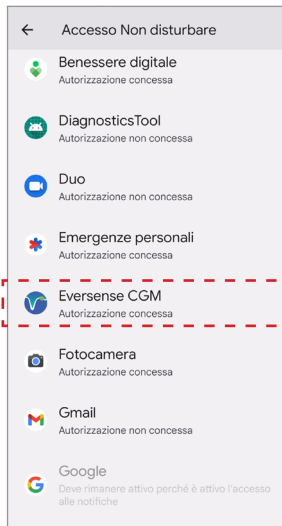 Accesso Non disturbare
Benessere digitale
Autorizzazione concessa
DiagnosticsTool
Autorizzazione non concessa
Duo
Autorizzazione non concessa
Emergenze personali
Autorizzazione concessa
Eversense CGM
Autorizzazione concessa
Fotocamera
Autorizzazione concessa
Gmail
Autorizzazione non concessa
Google
Deve rimanere attivo perché è attivo l'accesso
alle notifiche